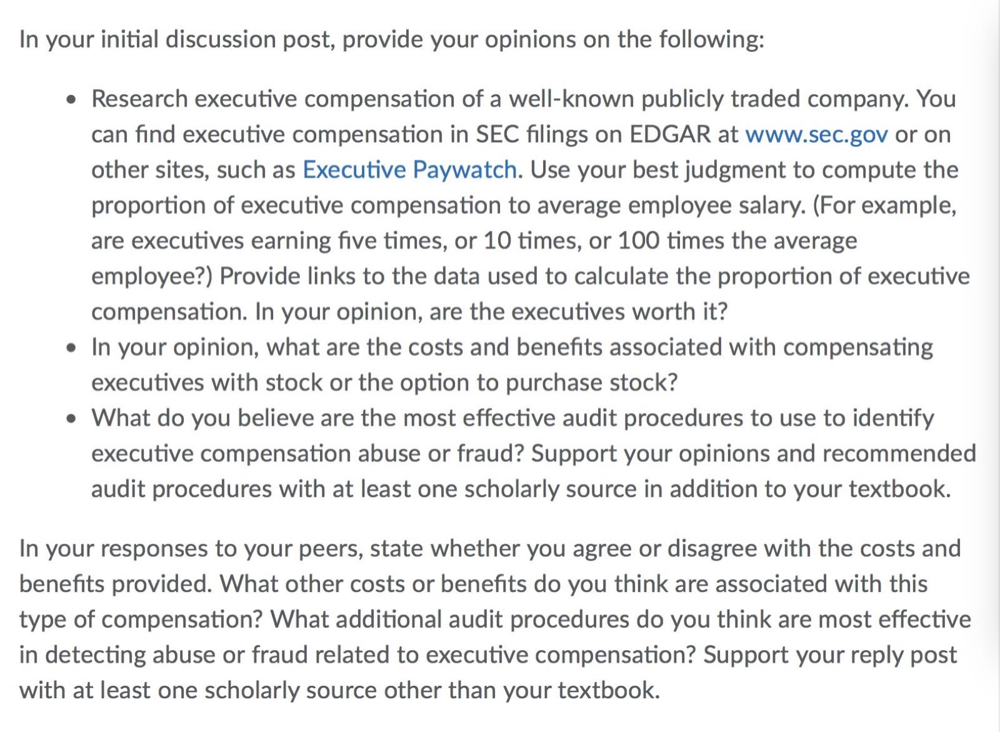 In your initial discussion post, provide your opinions on the following:
• Research executive compensation of a well-known publicly traded company. You
can find executive compensation in SEC filings on EDGAR at www.sec.gov or on
other sites, such as Executive Paywatch. Use your best judgment to compute the
proportion of executive compensation to average employee salary. (For example,
are executives earning five times, or 10 times, or 100 times the average
employee?) Provide links to the data used to calculate the proportion of executive
compensation. In your opinion, are the executives worth it?
• In your opinion, what are the costs and benefits associated with compensating
executives with stock or the option to purchase stock?
• What do you believe are the most effective audit procedures to use to identify
executive compensation abuse or fraud? Support your opinions and recommended
audit procedures with at least one scholarly source in addition to your textbook.
In your responses to your peers, state whether you agree or disagree with the costs and
benefits provided. What other costs or benefits do you think are associated with this
type of compensation? What additional audit procedures do you think are most effective
in detecting abuse or fraud related to executive compensation? Support your reply post
with at least one scholarly source other than your textbook.